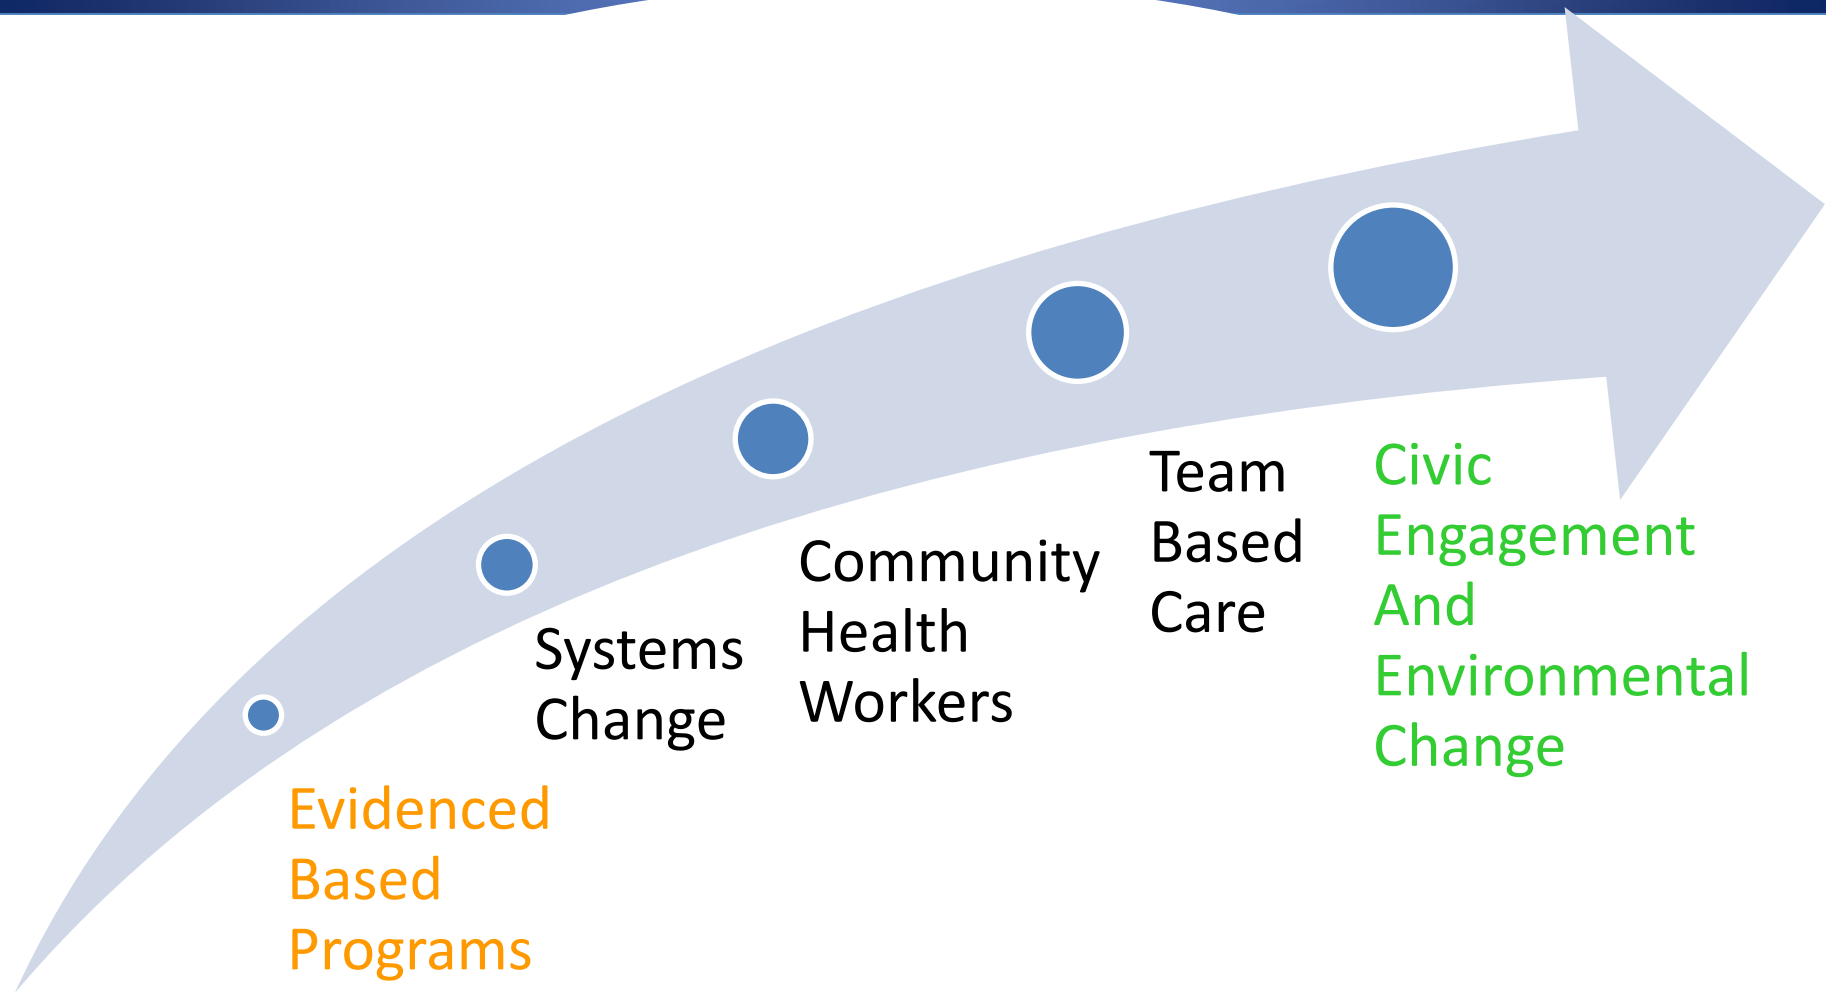 Evidenced
Based
Programs
Systems
Change
Community
Health
Workers
Team
Based
Care
Civic
Engagement
And
Environmental
Change